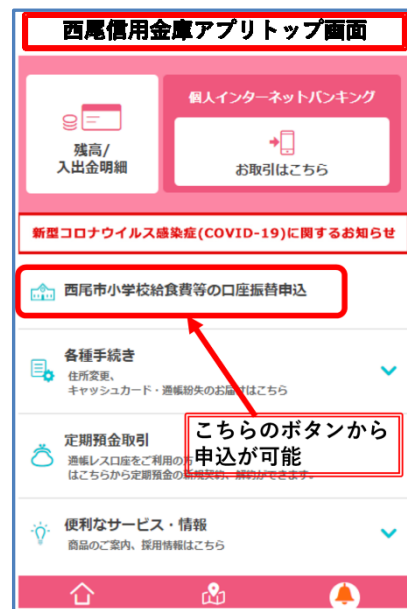 西尾信用金庫アプリトップ画面
個人インターネットバンキング
残高/
入出金明細
お取引はこちら
新型コロナウイルス感染症(COVID-19)に関するお知らせ
西尾市小学校給食費等の口座振替申込
各種手続き
住所変更、
キャッシュカード・通帳紛失のお届けはこちら
こちらのボタンから
申込が可能
定期預金取引
通帳レス口座をご利用の方
はこちらから定期預金の新規契約、解約ができます。
便利なサービス・情報
商品のご案内、採用情報はこちら